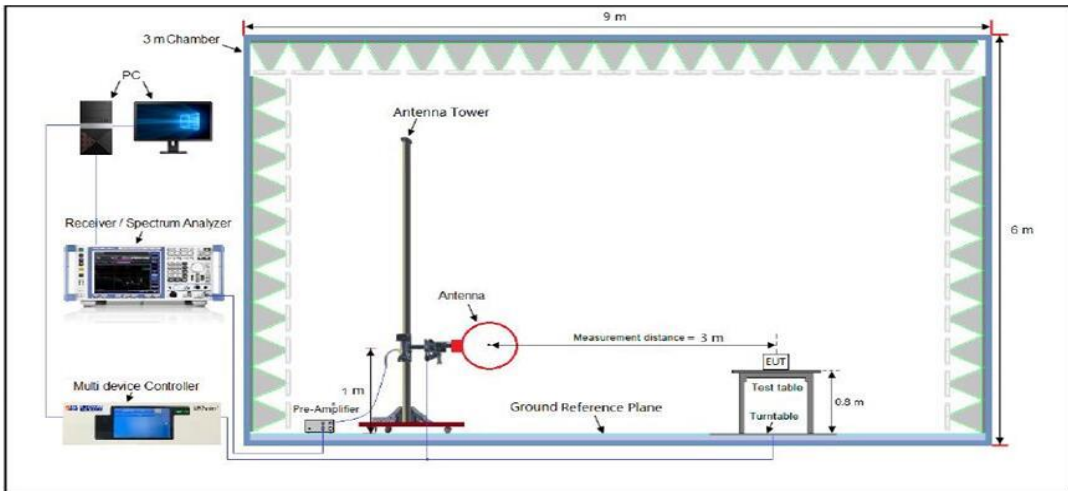 9 m
3 m Chamber
PC
Antenna Tower
Receiver / Spectrum Analyzer
6 m
Antenna
Measurement distance = 3 m
EUT
Multi device Controller
1 m
Test table
0.8 m
Pre-Amplifier
Ground Reference Plane
Turntable